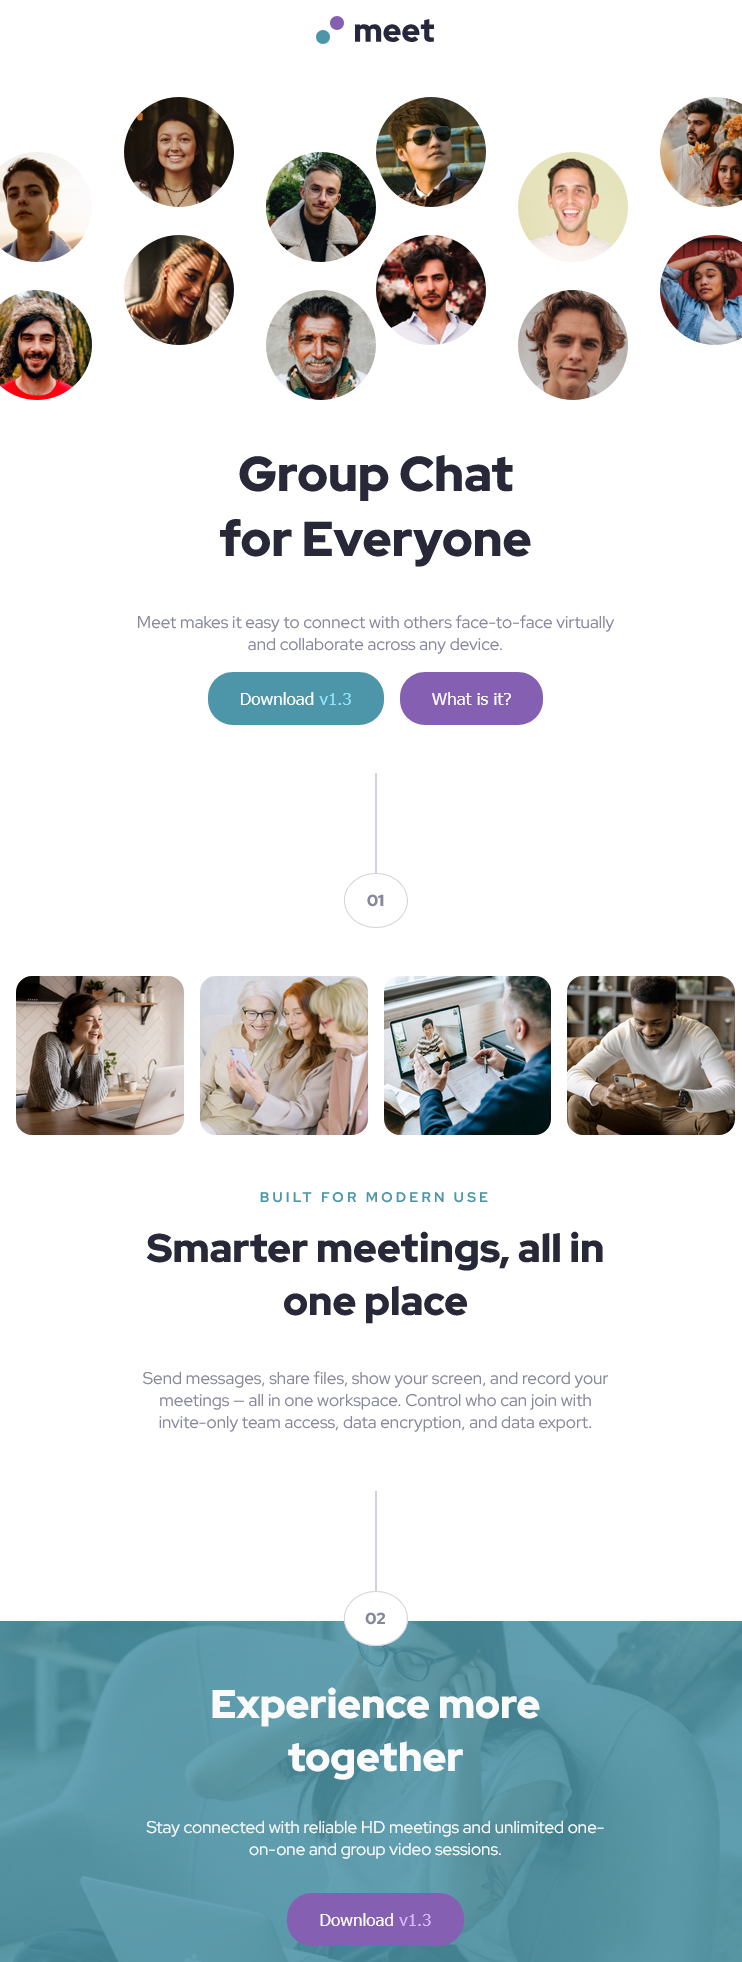 meet
Group Chat
for Everyone
Meet makes it easy to connect with others face-to-face virtually
and collaborate across any device.
Download v1.3
What is it?
01
BUILT FOR MODERN USE
Smarter meetings, all in
one place
Send messages, share files, show your screen, and record your
meetings — all in one workspace. Control who can join with
invite-only team access, data encryption, and data export.
02
Experience more
together
Stay connected with reliable HD meetings and unlimited one-
on-one and group video sessions.
Download v1.3